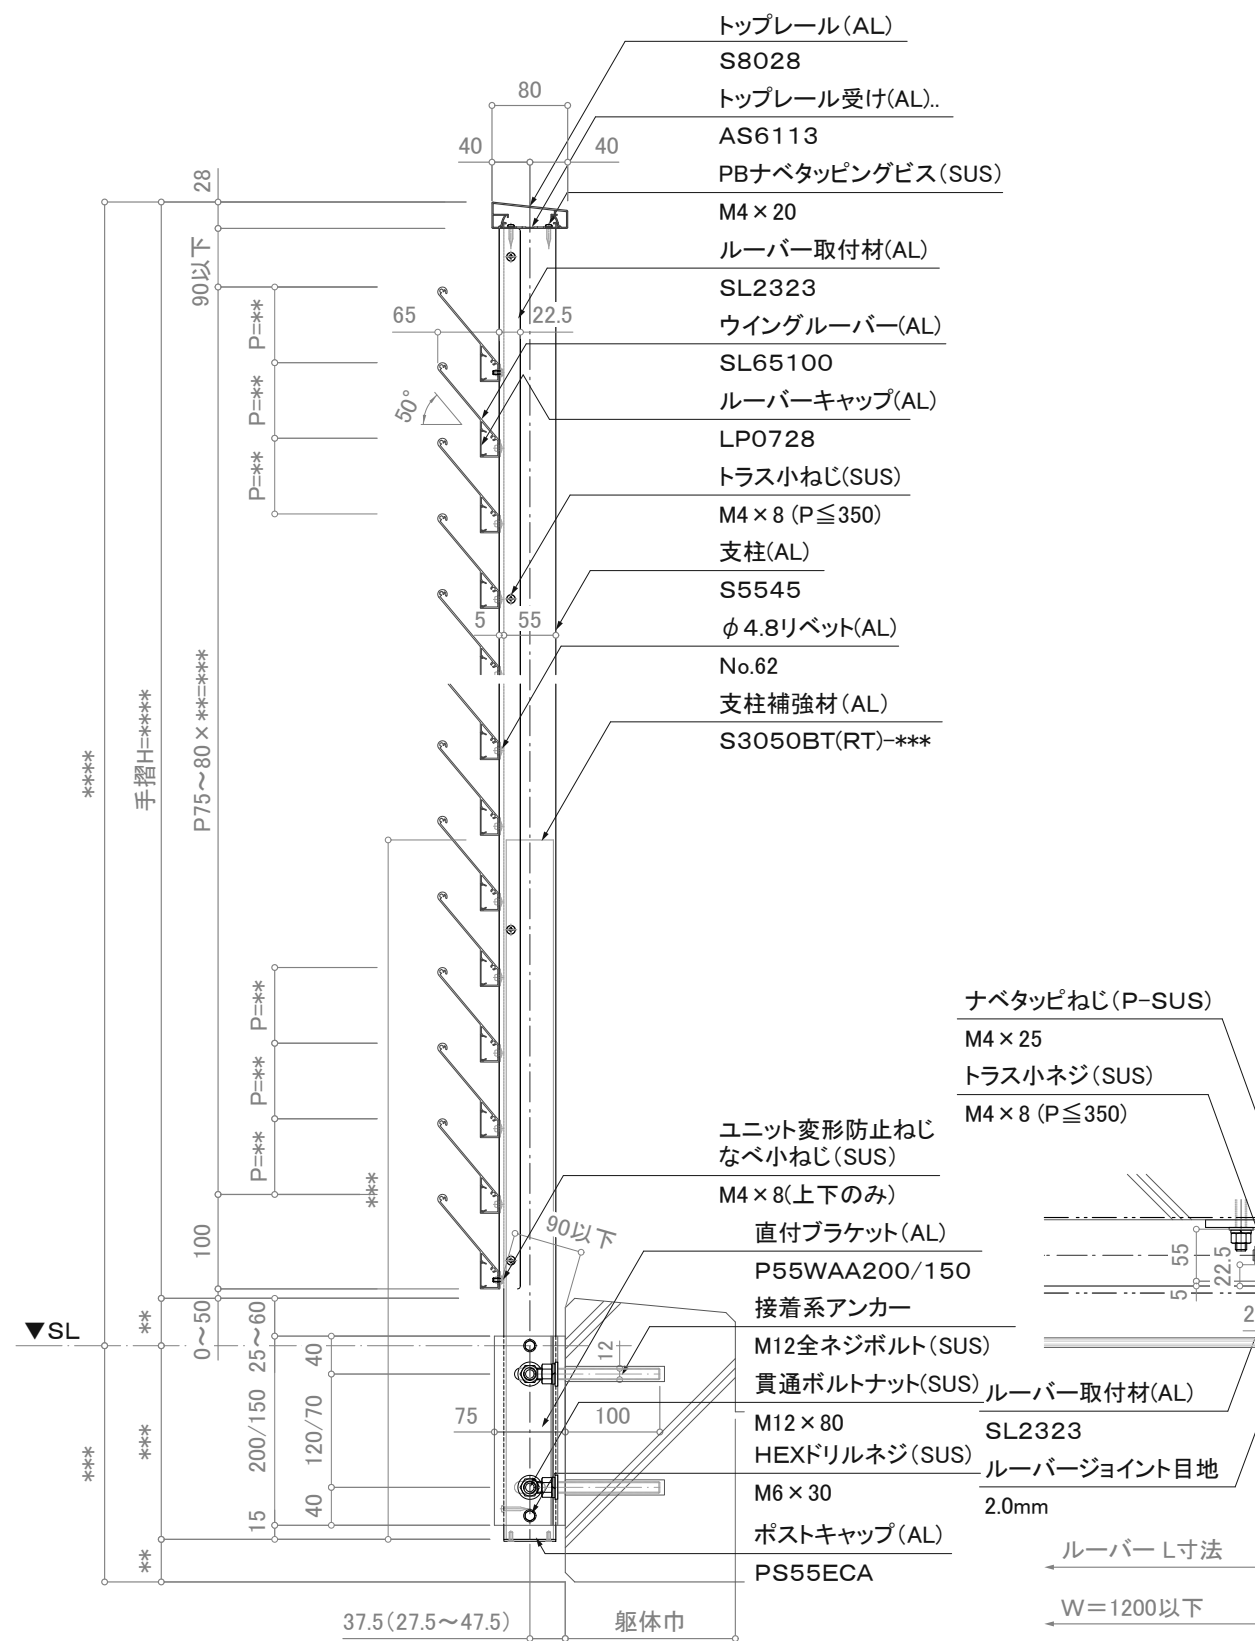 トップレール(AL)
S8028
トップレール受け(AL)..
AS6113
PBナベタッピングビス(SUS)
M4×20
ルーバー取付材(AL)
SL2323
ウイングルーバー(AL)
SL65100
ルーバーキャップ(AL)
LP0728
トラス小ねじ(SUS)
M4×8 (P≦350)
支柱(AL)
S5545
φ4.8リベット(AL)
No.62
支柱補強材(AL)
S3050BT(RT)-***
80
40
40
28
90以下
P=**
P=**
P=**
65
22.5
50°
5
55
****
手摺H=****
P75～80×**=***
P=**
P=**
P=**
***
100
ユニット変形防止ねじ
なべ小ねじ(SUS)
M4×8(上下のみ)
90以下
直付ブラケット(AL)
P55WAA200/150
接着系アンカー
M12全ネジボルト(SUS)
貫通ボルトナット(SUS)
M12×80
HEXドリルネジ(SUS)
M6×30
ポストキャップ(AL)
PS55ECA
▼SL
**
0～50
25～60
40
12
75
100
***
***
200/150
120/70
15
40
**
37.5(27.5～47.5)
躯体巾
ナベタッピねじ(P-SUS)
M4×25
トラス小ネジ(SUS)
M4×8 (P≦350)
55
22.5
5
2
ルーバー取付材(AL)
SL2323
ルーバージョイント目地
2.0mm
ルーバー L寸法
W=1200以下